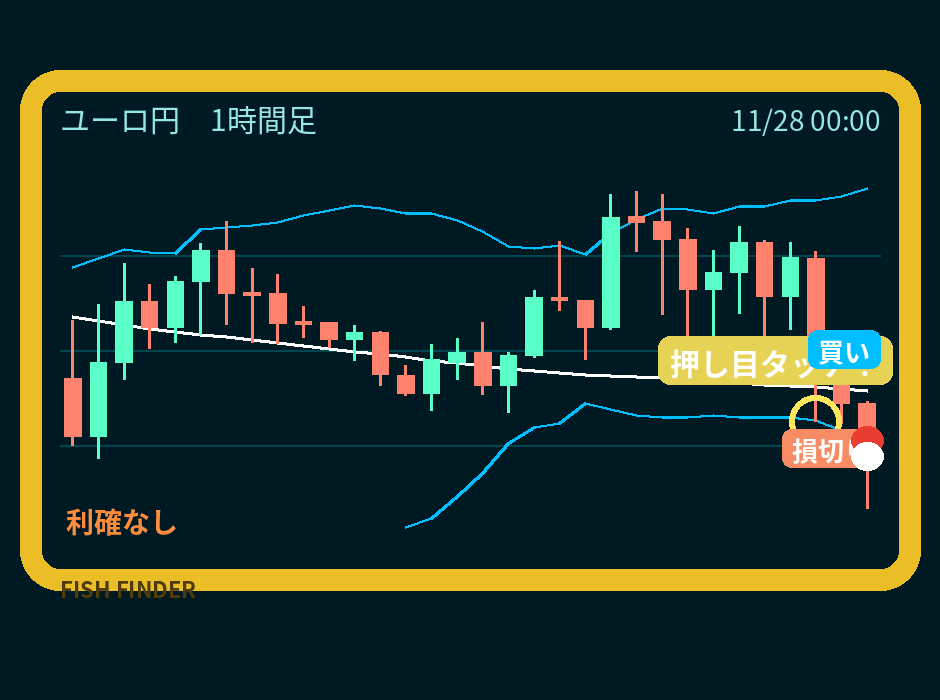 ユーロ円　1時間足
11/28 00:00
押し目タッ
買い
損切
利確なし
FISH FINDER